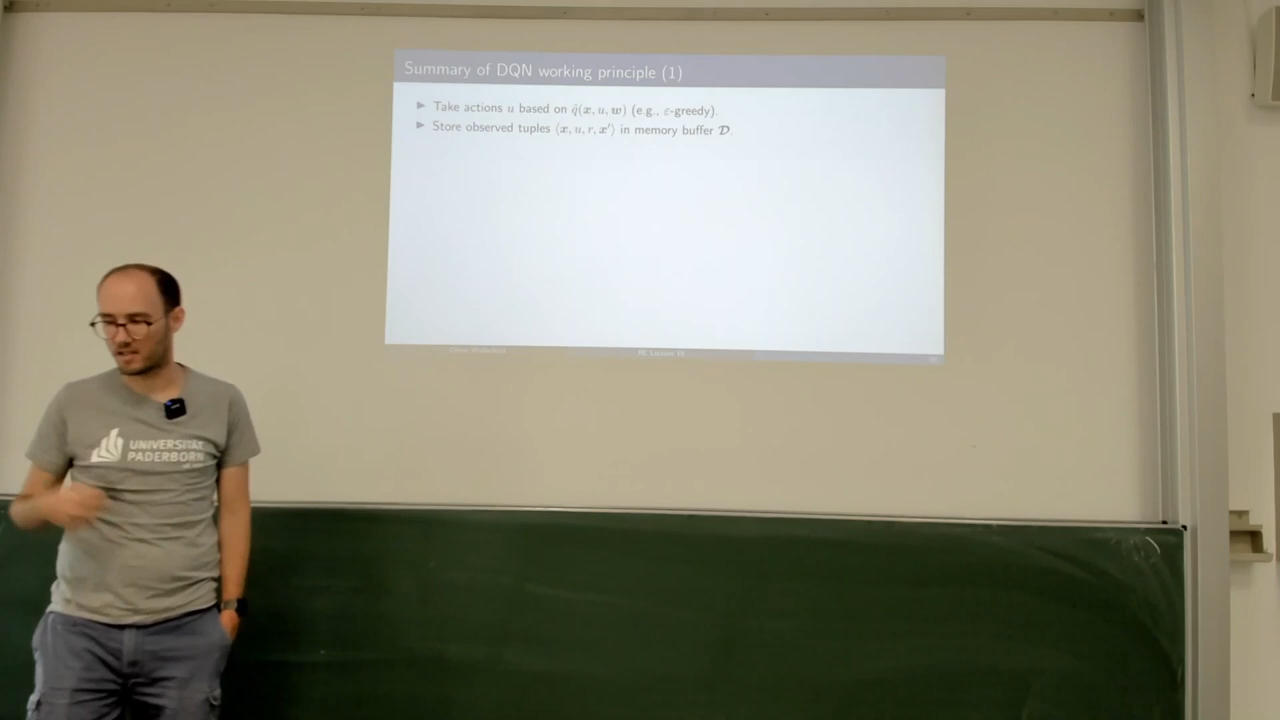 Summary of DQN working principle (1)
▶ Take actions u based on q̂(x, u, w) (e.g., ε-greedy).
▶ Store observed tuples ⟨x, u, r, x′⟩ in memory buffer 𝓓.
UNIVERSITÄT
PADERBORN